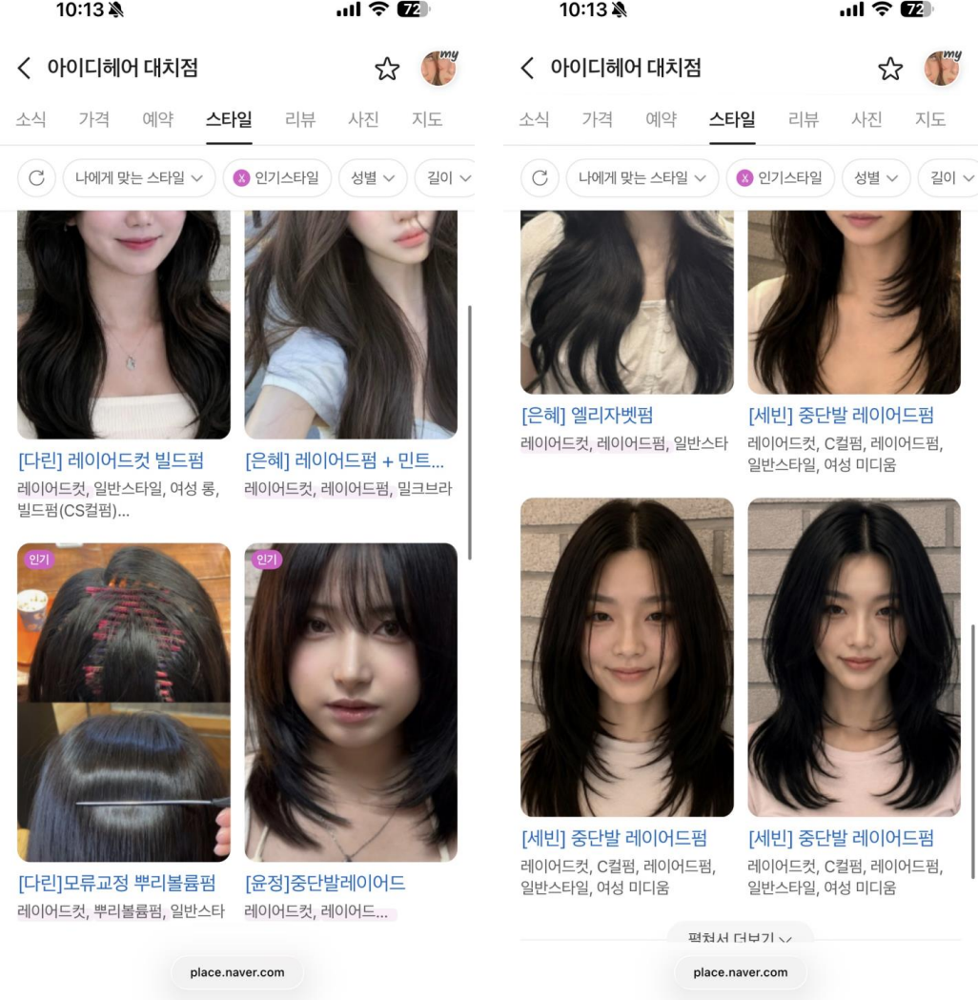 10:13
72
아이디헤어 대치점
my
소식 가격 예약 스타일 리뷰 사진 지도
나에게 맞는 스타일 인기스타일 성별 길이
[다린] 레이어드컷 빌드펌
레이어드컷, 일반스타일, 여성 롱,
빌드펌(CS컬펌)...
[은혜] 레이어드펌 + 민트...
레이어드컷, 레이어드펌, 밀크브라
인기
[다린]모류교정 뿌리볼륨펌
레이어드컷, 뿌리볼륨펌, 일반스타
인기
[윤정]중단발레이어드
레이어드컷, 레이어드...
place.naver.com
10:13
72
아이디헤어 대치점
my
소식 가격 예약 스타일 리뷰 사진 지도
나에게 맞는 스타일 인기스타일 성별 길이
[은혜] 엘리자벳펌
레이어드컷, 레이어드펌, 일반스타
[세빈] 중단발 레이어드펌
레이어드컷, C컬펌, 레이어드펌,
일반스타일, 여성 미디움
[세빈] 중단발 레이어드펌
레이어드컷, C컬펌, 레이어드펌,
일반스타일, 여성 미디움
[세빈] 중단발 레이어드펌
레이어드컷, C컬펌, 레이어드펌,
일반스타일, 여성 미디움
펼쳐서 더보기
place.naver.com